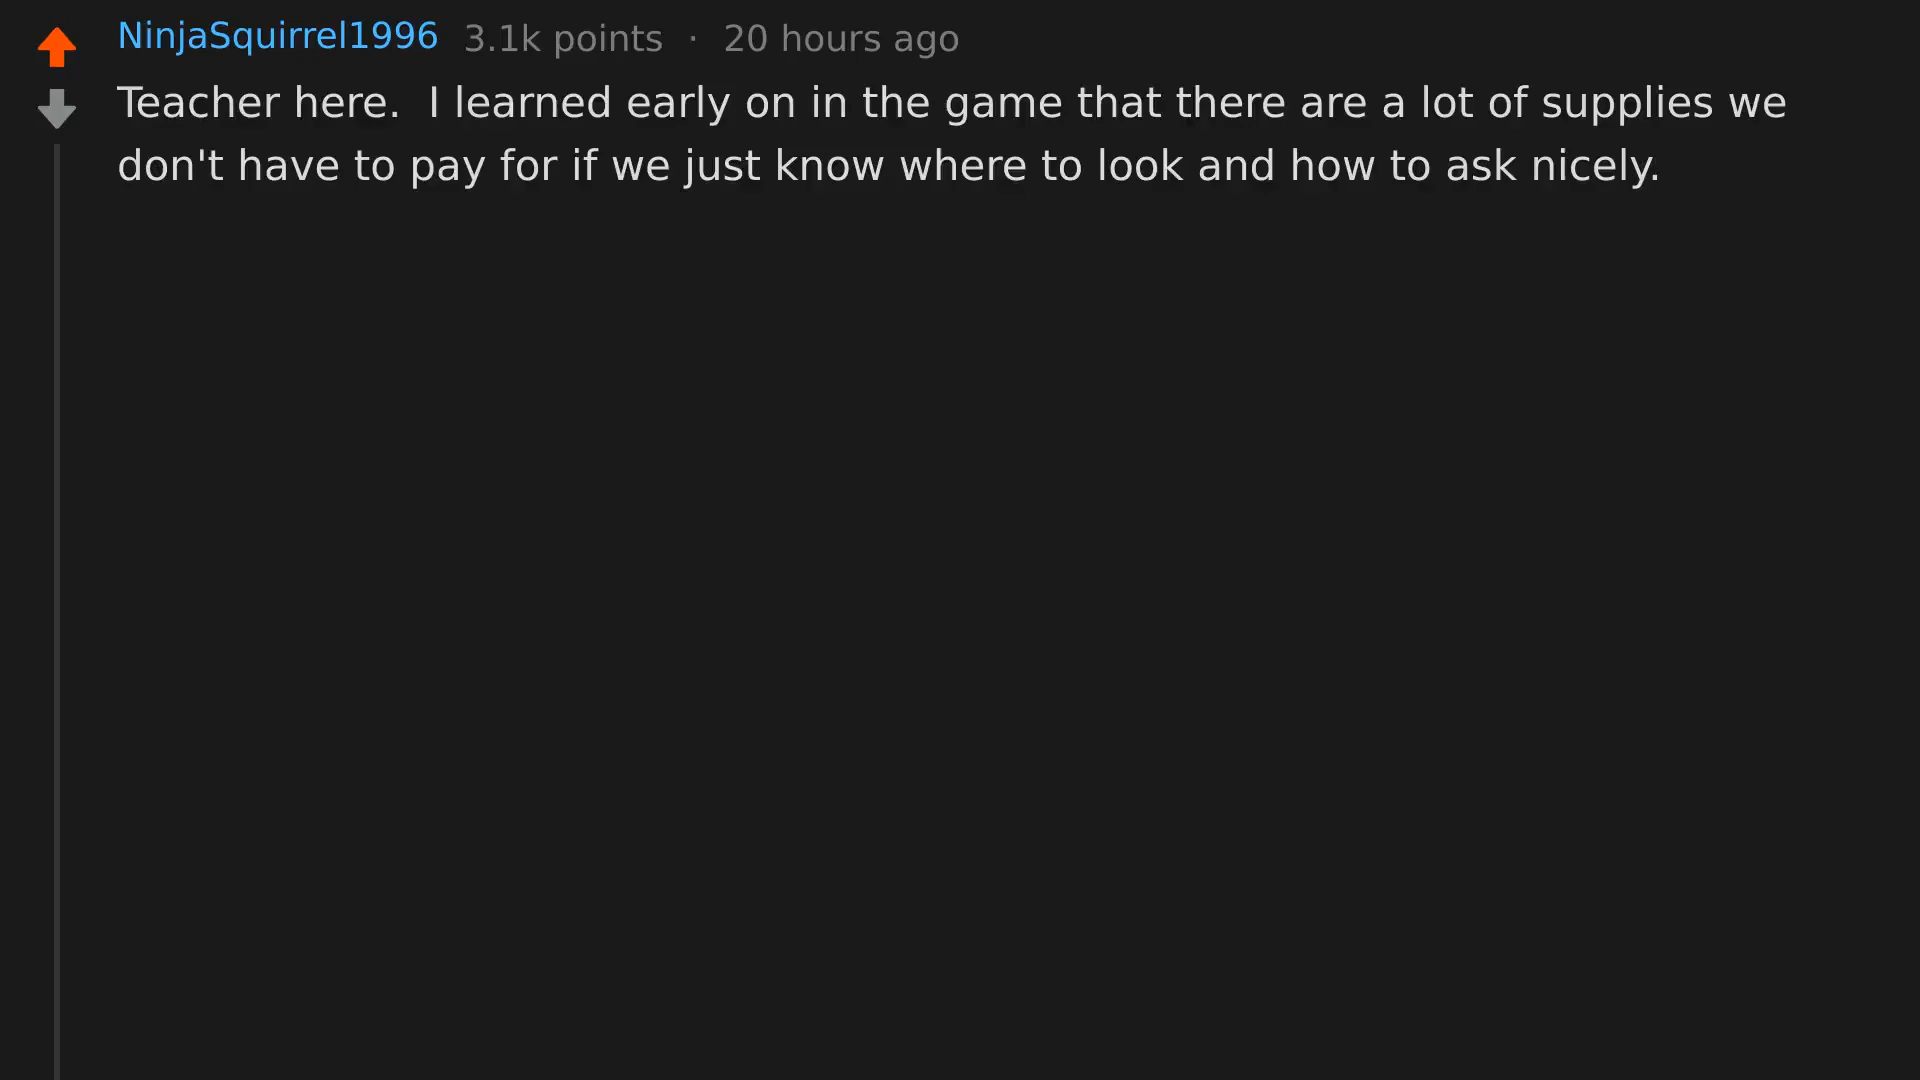 NinjaSquirrel1996 3.1k points · 20 hours ago
Teacher here.  I learned early on in the game that there are a lot of supplies we
don't have to pay for if we just know where to look and how to ask nicely.